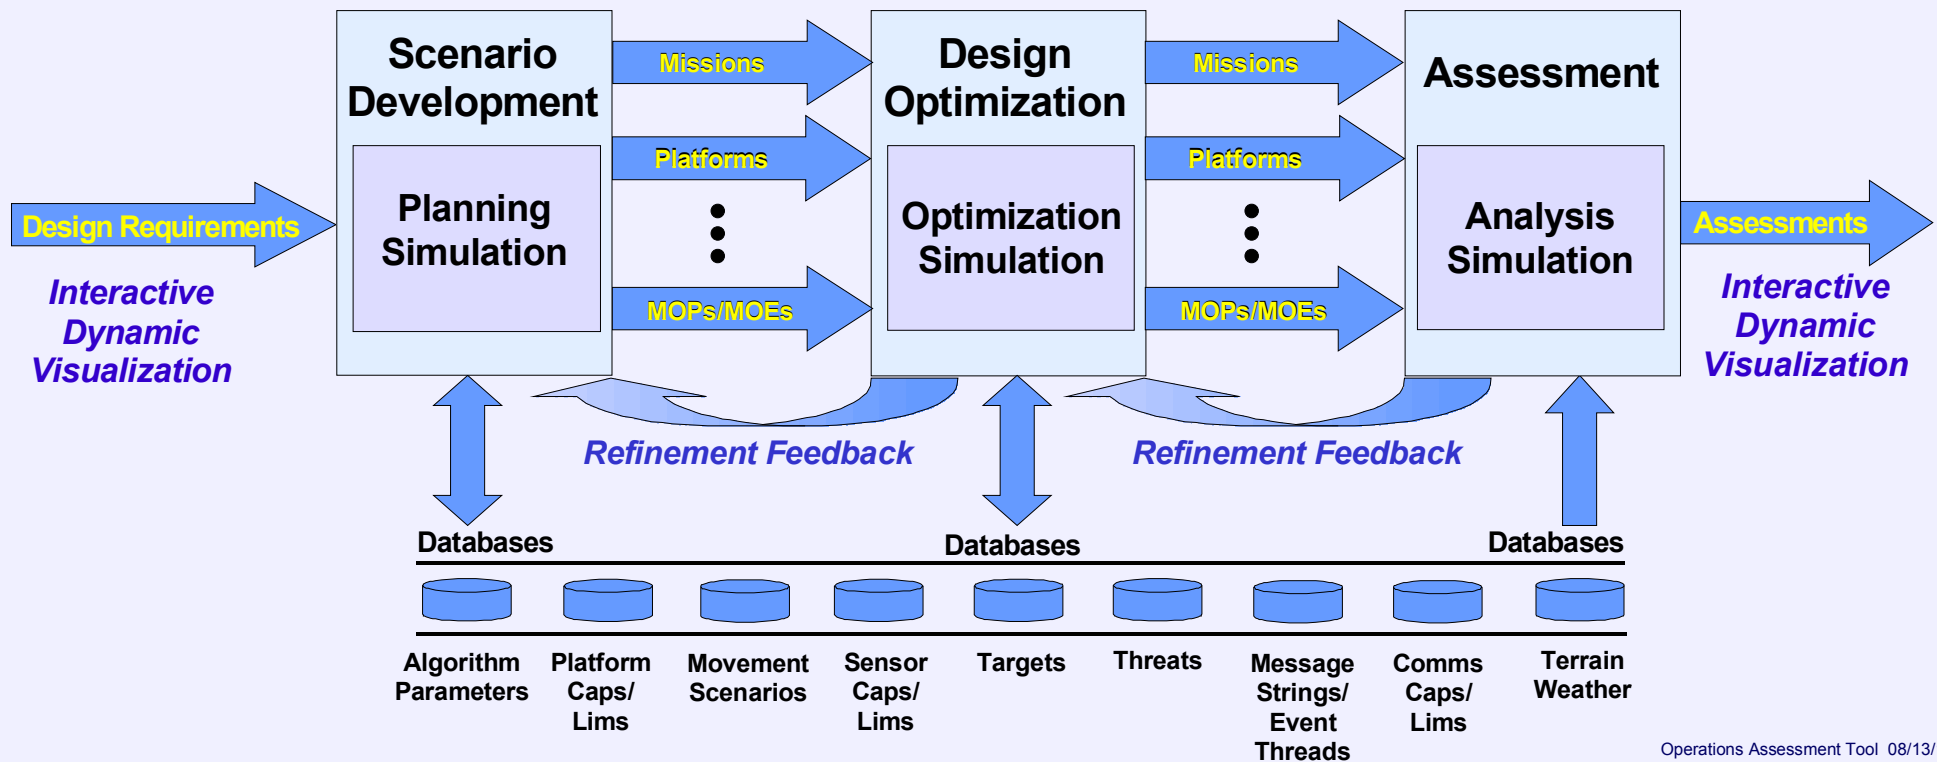 Scenario
Development
Missions
Design
Optimization
Missions
Assessment
Platforms
Platforms
Design Requirements
Planning
Simulation
Optimization
Simulation
Analysis
Simulation
Assessments
Interactive
Dynamic
Visualization
MOPs/MOEs
MOPs/MOEs
Interactive
Dynamic
Visualization
Refinement Feedback
Refinement Feedback
Databases
Databases
Databases
Algorithm
Parameters
Platform
Caps/
Lims
Movement
Scenarios
Sensor
Caps/
Lims
Targets
Threats
Message
Strings/
Event
Threads
Comms
Caps/
Lims
Terrain
Weather
Operations Assessment Tool 08/13/